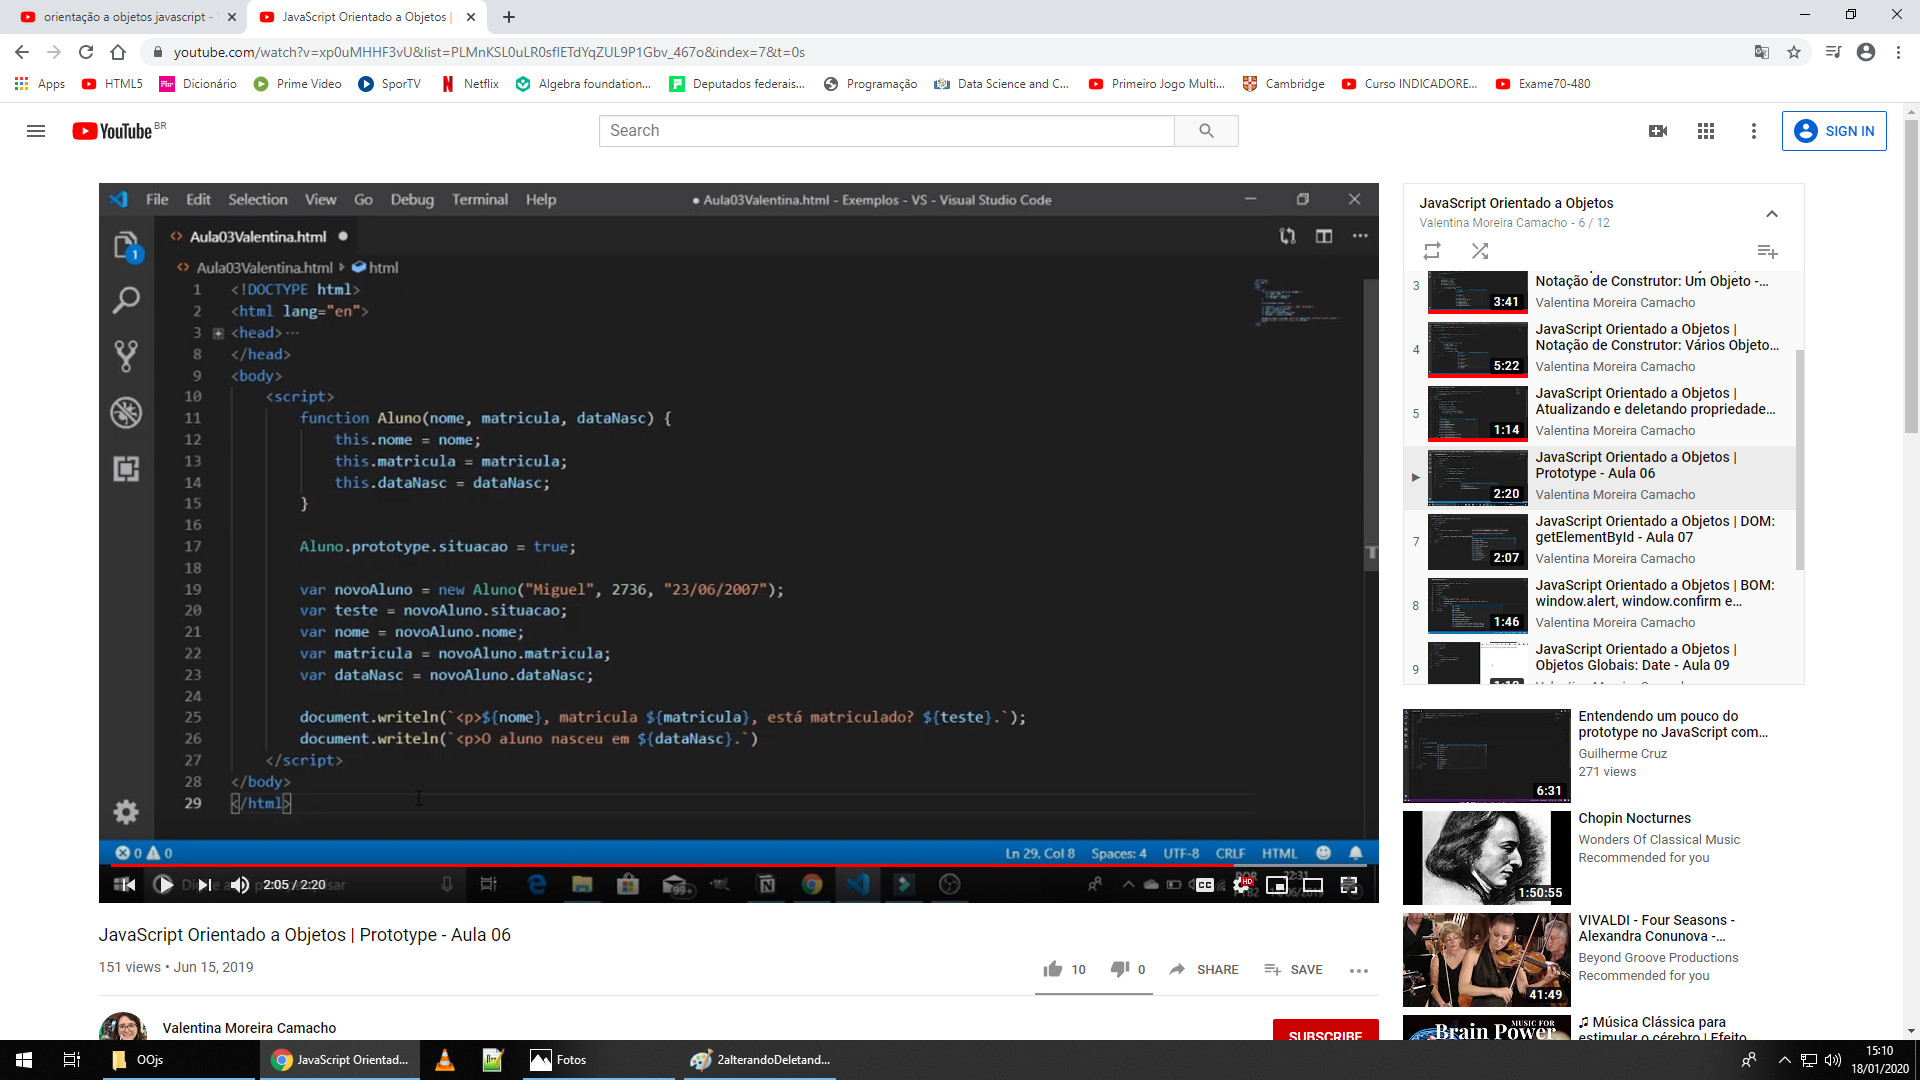 orientação a objetos javascript -
JavaScript Orientado a Objetos |
youtube.com/watch?v=xp0uMHHF3vU&list=PLMnKSL0uLR0sflETdYqZUL9P1Gbv_467o&index=7&t=0s
Apps HTML5 Dicionário Prime Video SporTV Netflix Algebra foundation... Deputados federais... Programação Data Science and C... Primeiro Jogo Multi... Cambridge Curso INDICADORE... Exame70-480
YouTube BR
Search
SIGN IN
File Edit Selection View Go Debug Terminal Help
● Aula03Valentina.html - Exemplos - VS - Visual Studio Code
Aula03Valentina.html
Aula03Valentina.html html
1
1 <!DOCTYPE html>
2 <html lang="en">
3 <head>...
8 </head>
9 <body>
10 <script>
11 function Aluno(nome, matricula, dataNasc) {
12 this.nome = nome;
13 this.matricula = matricula;
14 this.dataNasc = dataNasc;
15 }
16
17 Aluno.prototype.situacao = true;
18
19 var novoAluno = new Aluno("Miguel", 2736, "23/06/2007");
20 var teste = novoAluno.situacao;
21 var nome = novoAluno.nome;
22 var matricula = novoAluno.matricula;
23 var dataNasc = novoAluno.dataNasc;
24
25 document.writeln(`<p>${nome}, matricula ${matricula}, está matriculado? ${teste}.`);
26 document.writeln(`<p>O aluno nasceu em ${dataNasc}.`)
27 </script>
28 </body>
29 </html>
0 0
Ln 29, Col 8 Spaces: 4 UTF-8 CRLF HTML
2:05 / 2:20
99+
CC HD
22:31
JavaScript Orientado a Objetos | Prototype - Aula 06
151 views • Jun 15, 2019
10 0 SHARE SAVE
Valentina Moreira Camacho
SUBSCRIBE
JavaScript Orientado a Objetos
Valentina Moreira Camacho - 6 / 12
3
3:41
Notação de Construtor: Um Objeto -...
Valentina Moreira Camacho
4
5:22
JavaScript Orientado a Objetos |
Notação de Construtor: Vários Objeto...
Valentina Moreira Camacho
5
1:14
JavaScript Orientado a Objetos |
Atualizando e deletando propriedade...
Valentina Moreira Camacho
2:20
JavaScript Orientado a Objetos |
Prototype - Aula 06
Valentina Moreira Camacho
7
2:07
JavaScript Orientado a Objetos | DOM:
getElementById - Aula 07
Valentina Moreira Camacho
8
1:46
JavaScript Orientado a Objetos | BOM:
window.alert, window.confirm e...
Valentina Moreira Camacho
9
JavaScript Orientado a Objetos |
Objetos Globais: Date - Aula 09
6:31
Entendendo um pouco do
prototype no JavaScript com...
Guilherme Cruz
271 views
1:50:55
Chopin Nocturnes
Wonders Of Classical Music
Recommended for you
41:49
VIVALDI - Four Seasons -
Alexandra Conunova -...
Beyond Groove Productions
Recommended for you
MUSIC FOR
Brain Power
♫ Música Clássica para
estimular o cérebro | Efeito
OOjs
JavaScript Orientad...
Fotos
2alterandoDeletand...
15:10
18/01/2020